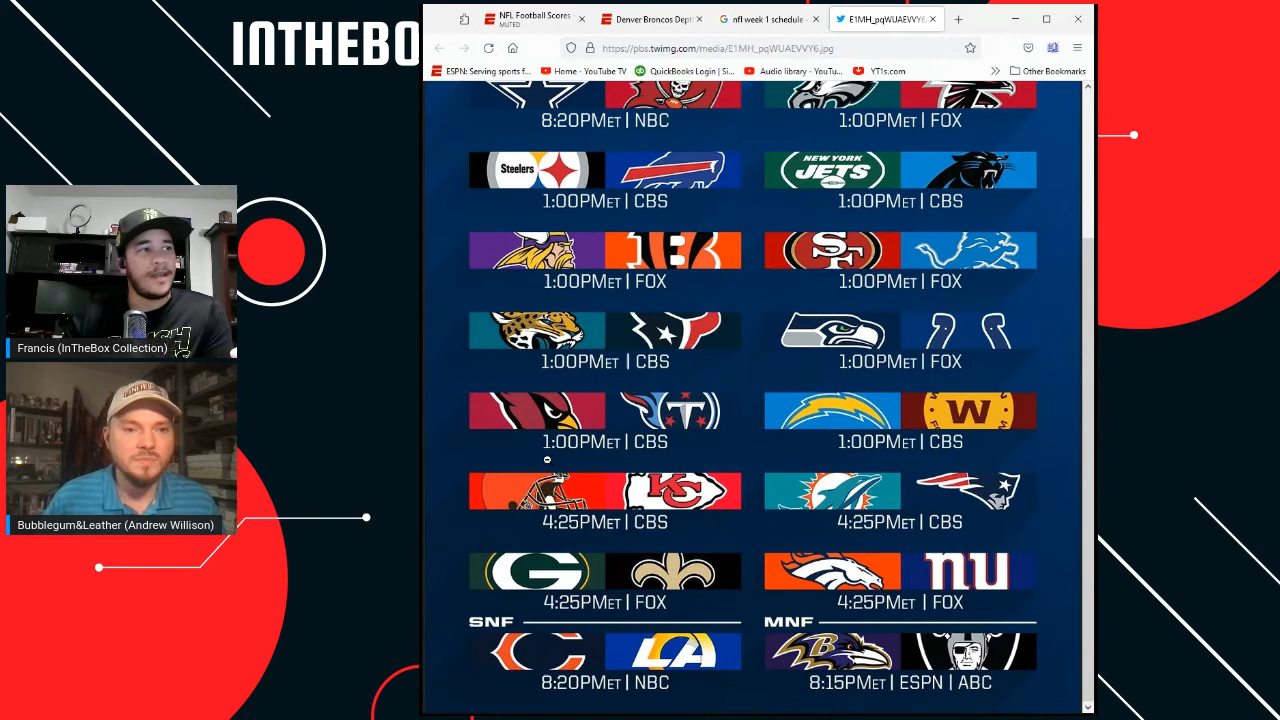 INTHEBO
NFL Football Scores
MUTED
Denver Broncos Dept
nfl week 1 schedule -
E1MH_pqWUAEVVY6
https://pbs.twimg.com/media/E1MH_pqWUAEVVY6.jpg
ESPN: Serving sports f...
Home - YouTube TV
QuickBooks Login | Si...
Audio library - YouTu...
YT1s.com
Other Bookmarks
8:20PMET | NBC
1:00PMET | FOX
Steelers
NEW YORK
JETS
1:00PMET | CBS
1:00PMET | CBS
1:00PMET | FOX
1:00PMET | FOX
1:00PMET | CBS
1:00PMET | FOX
T
W
1:00PMET | CBS
1:00PMET | CBS
KC
4:25PMET | CBS
4:25PMET | CBS
G
nu
4:25PMET | FOX
4:25PMET | FOX
SNF
MNF
C
LA
B
8:20PMET | NBC
8:15PMET | ESPN | ABC
Francis (InTheBox Collection)
Bubblegum&Leather (Andrew Willison)